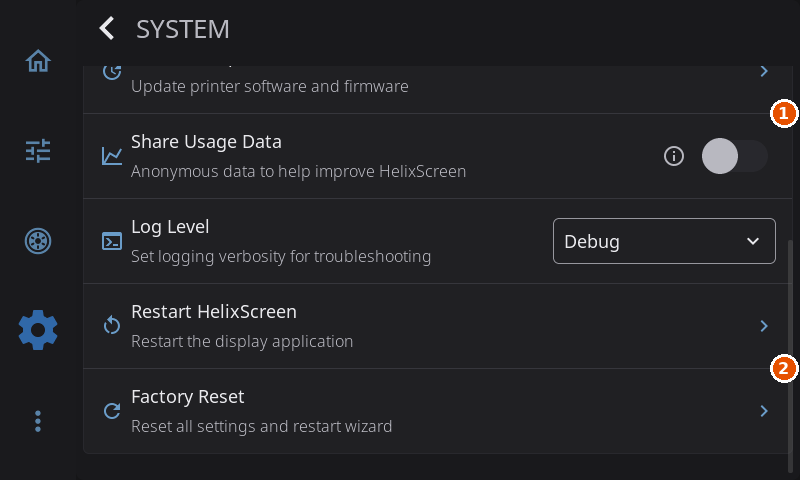 SYSTEM
Update printer software and firmware
1
Share Usage Data
Anonymous data to help improve HelixScreen
Log Level
Set logging verbosity for troubleshooting
Debug
Restart HelixScreen
Restart the display application
2
Factory Reset
Reset all settings and restart wizard